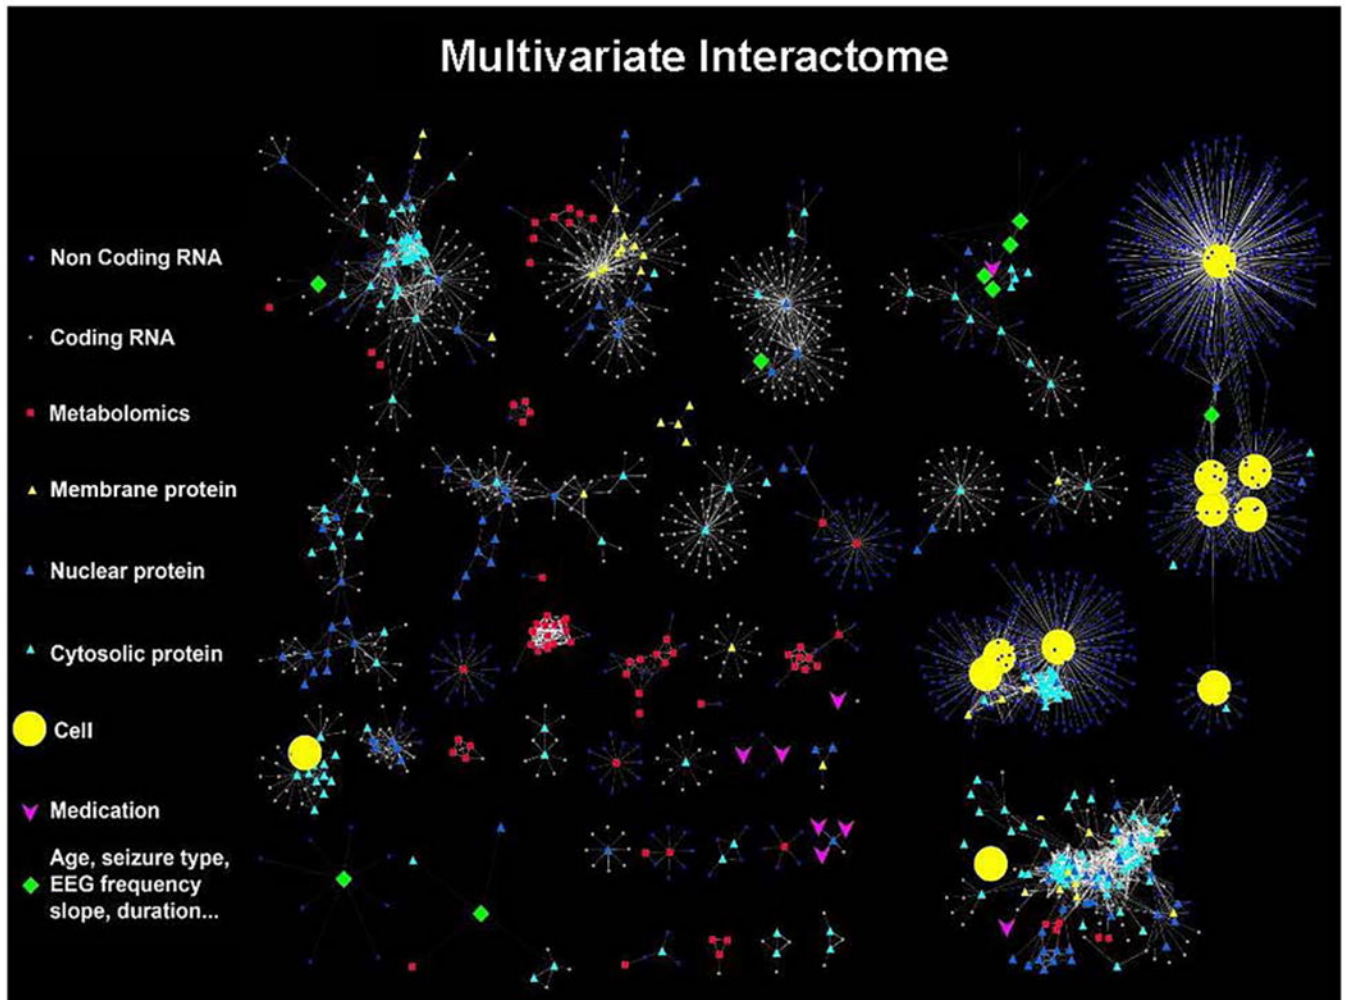 Multivariate Interactome
Non Coding RNA
Coding RNA
Metabolomics
Membrane protein
Nuclear protein
Cytosolic protein
Cell
Medication
Age, seizure type,
EEG frequency
slope, duration...